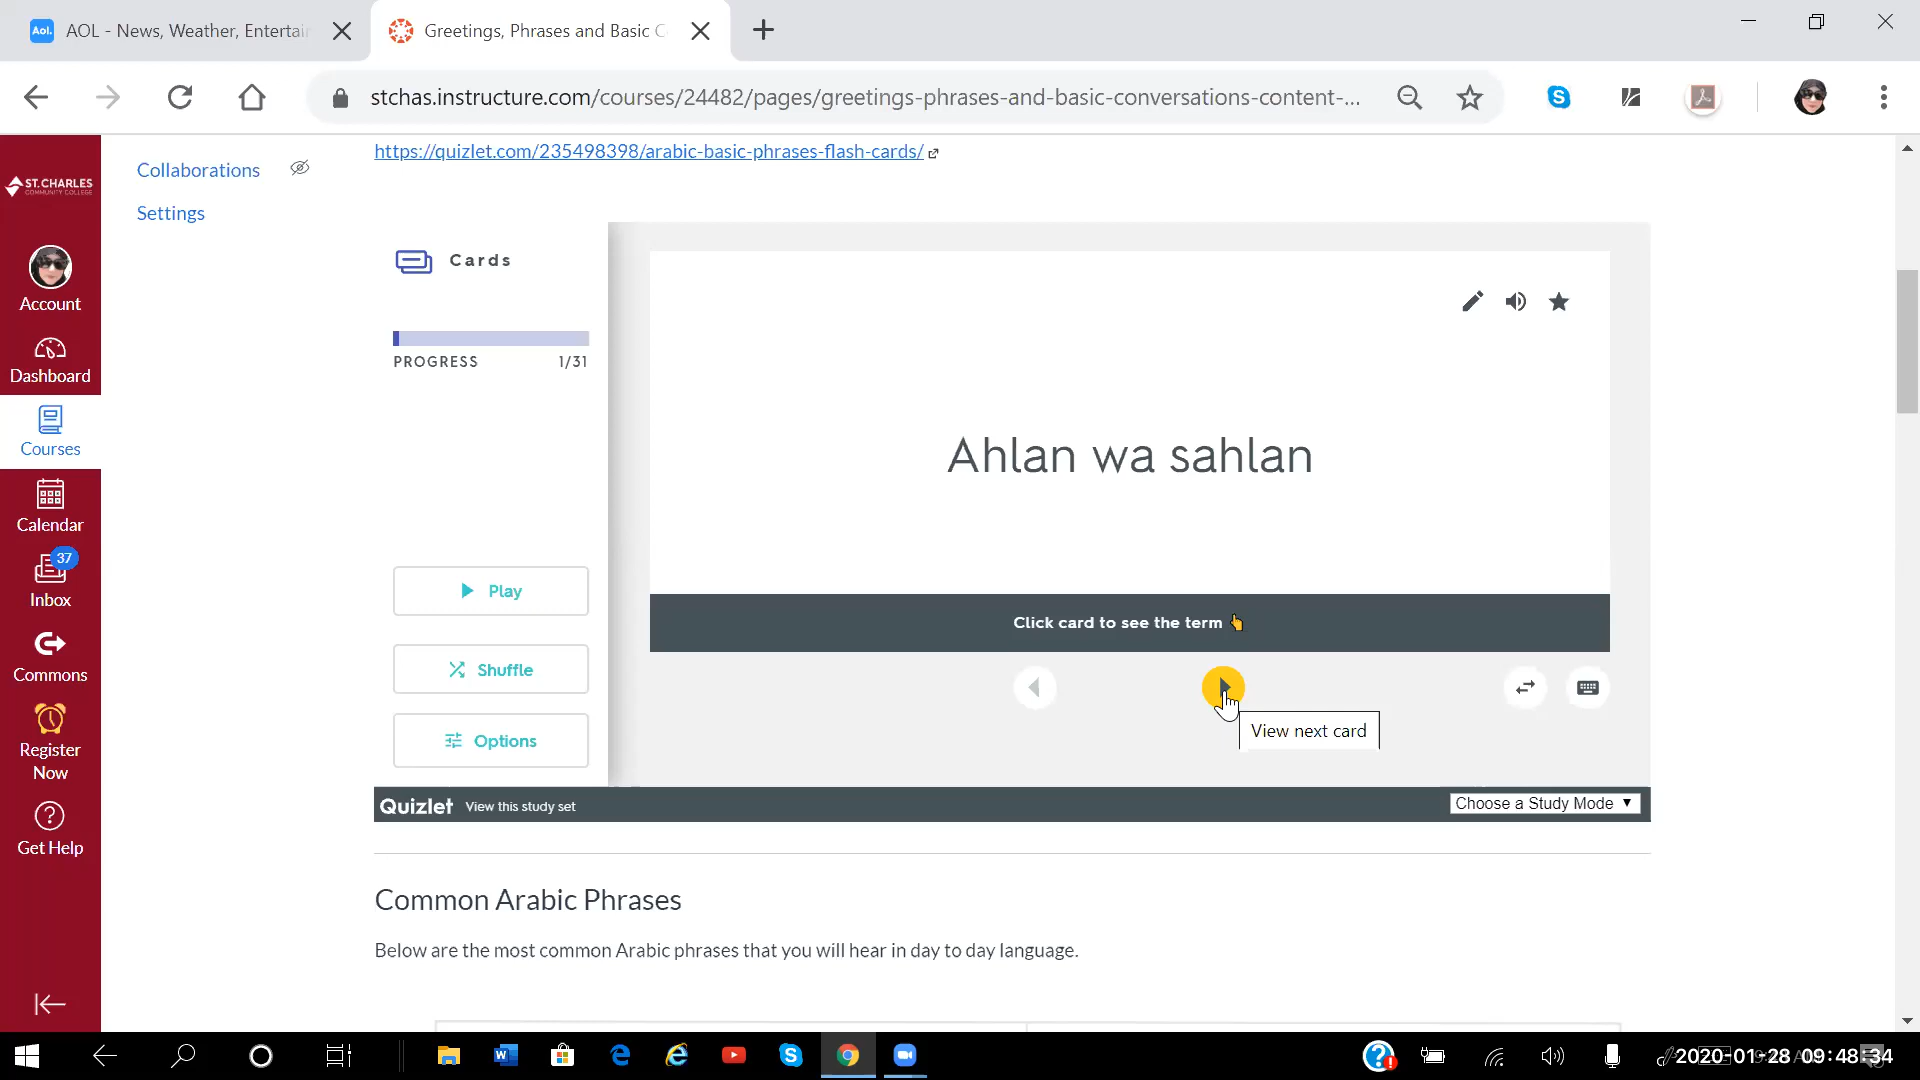 AOL - News, Weather, Entertai
Greetings, Phrases and Basic C
stchas.instructure.com/courses/24482/pages/greetings-phrases-and-basic-conversations-content-...
https://quizlet.com/235498398/arabic-basic-phrases-flash-cards/
ST.CHARLES
COMMUNITY COLLEGE
Collaborations
Settings
Account
Dashboard
Courses
Calendar
37
Inbox
Commons
Register
Now
Get Help
Cards
PROGRESS 1/31
Play
Shuffle
Options
Ahlan wa sahlan
Click card to see the term
View next card
Quizlet View this study set
Choose a Study Mode
Common Arabic Phrases
Below are the most common Arabic phrases that you will hear in day to day language.
2020-01-28 09:48:34